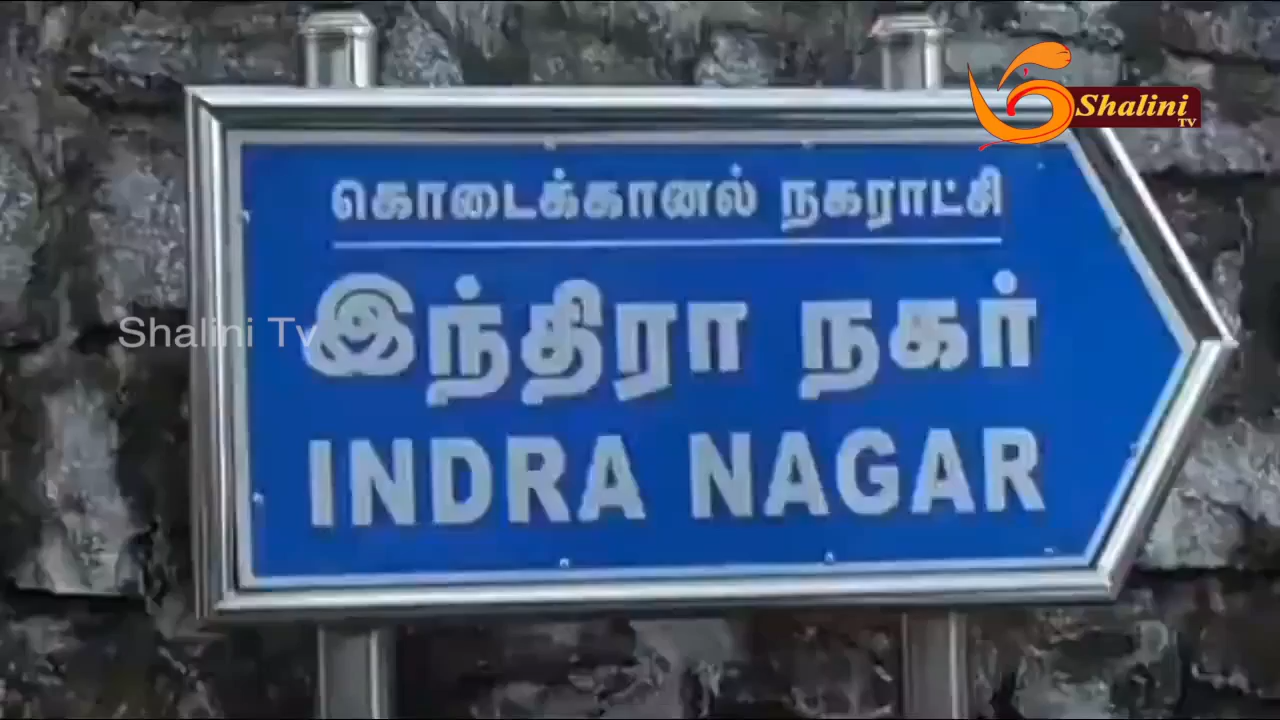 Shalini
TV
கொடைக்கானல் நகராட்சி
இந்திரா நகர்
Shalini Tv
INDRA NAGAR